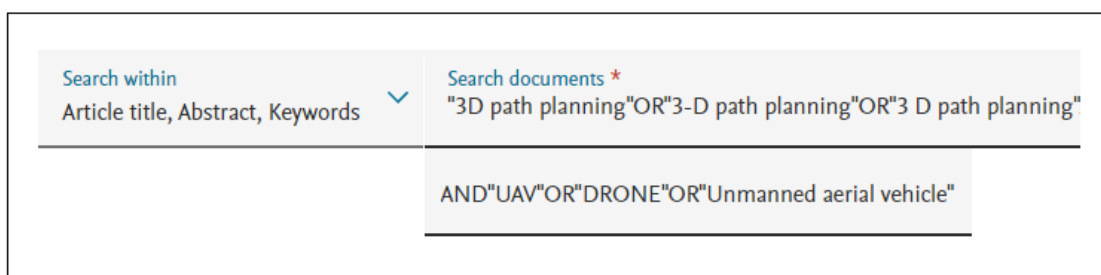 Search within
Article title, Abstract, Keywords
Search documents *
"3D path planning"OR"3-D path planning"OR"3 D path planning"
AND"UAV"OR"DRONE"OR"Unmanned aerial vehicle"